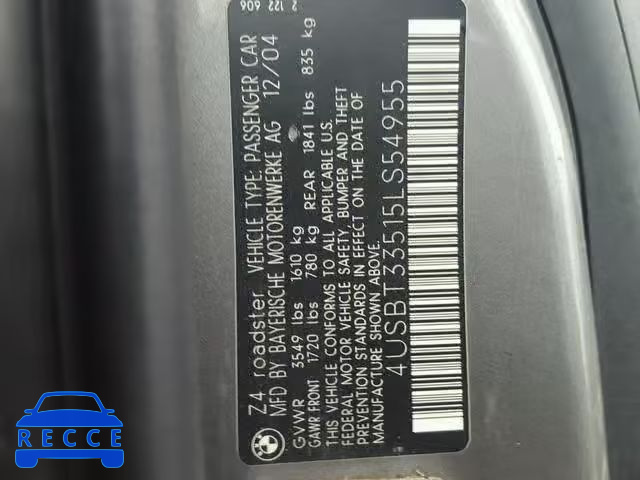 2 122 606
Z4 roadster VEHICLE TYPE: PASSENGER CAR
MFD BY BAYERISCHE MOTORENWERKE AG 12/04
GVWR 3549 lbs 1610 kg
GAWR FRONT 1720 lbs 780 kg REAR 1841 lbs 835 kg
THIS VEHICLE CONFORMS TO ALL APPLICABLE U.S.
FEDERAL MOTOR VEHICLE SAFETY, BUMPER AND THEFT
PREVENTION STANDARDS IN EFFECT ON THE DATE OF
MANUFACTURE SHOWN ABOVE.
4USBT33515LS54955
BMW
RECCE